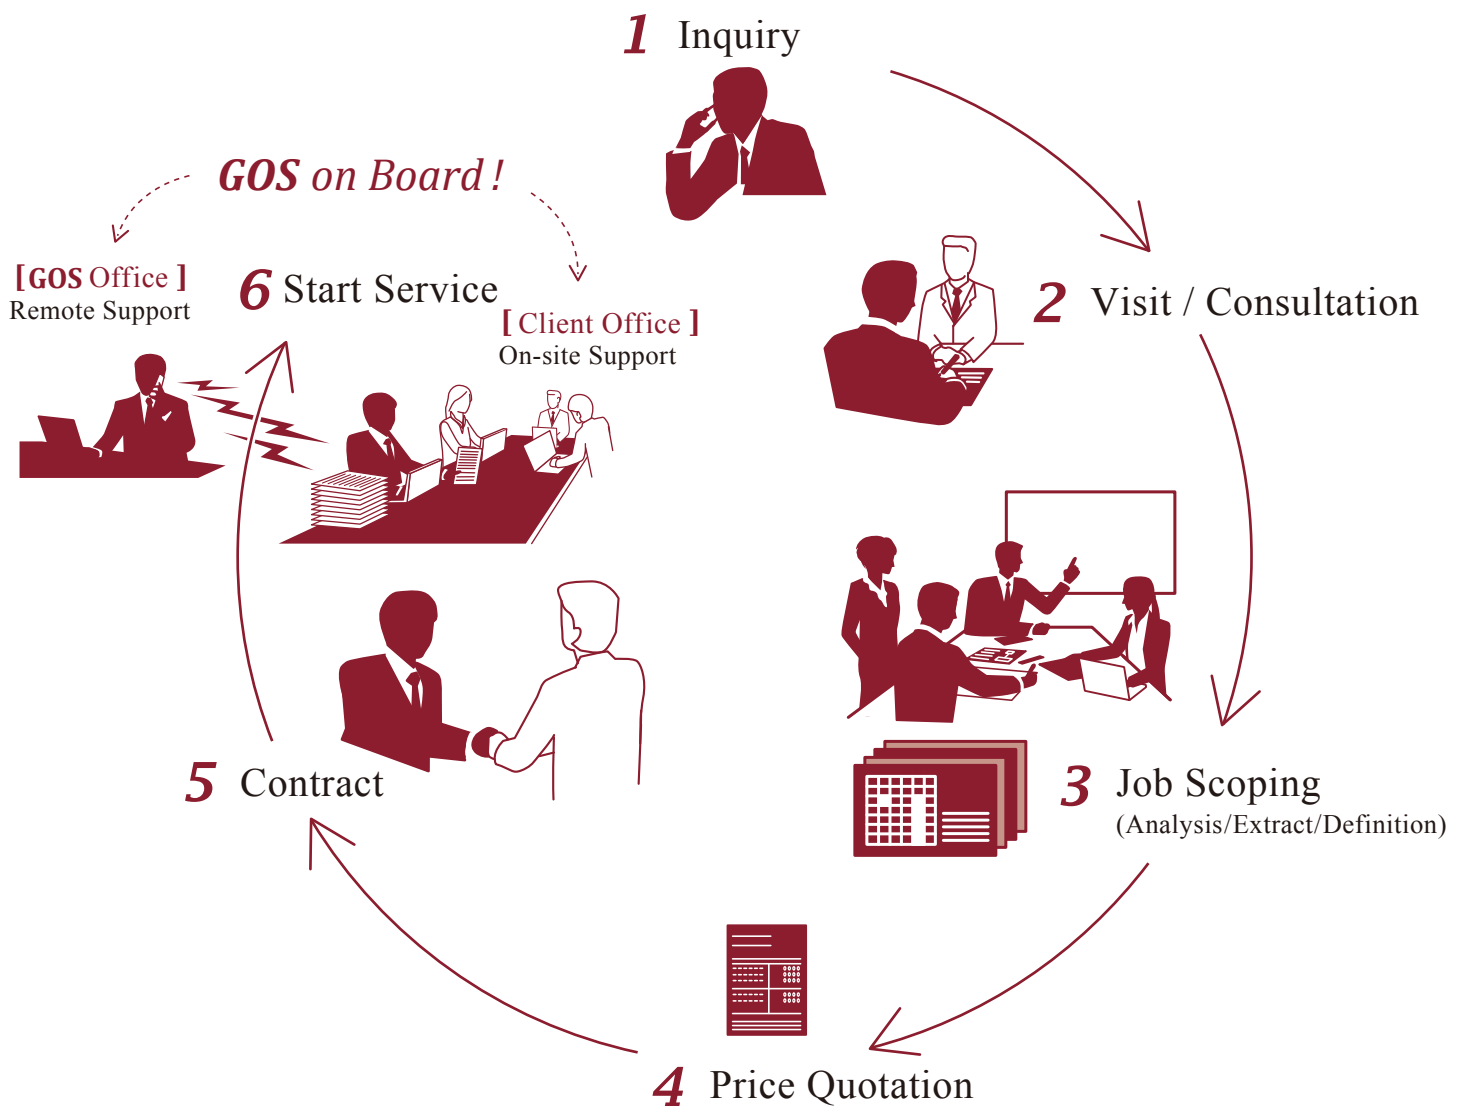 1 Inquiry
GOS on Board!
[GOS Office]
Remote Support
6 Start Service
[Client Office]
On-site Support
2 Visit / Consultation
3 Job Scoping
(Analysis/Extract/Definition)
5 Contract
4 Price Quotation